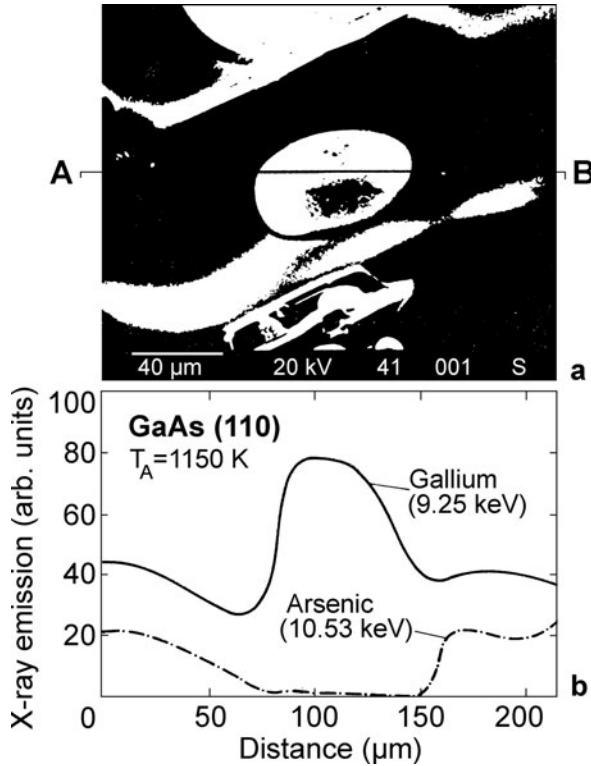 A
B
40 µm 20 kV 41 001 S
a
X-ray emission (arb. units)
100
80
60
40
20
0
GaAs (110)
T_A=1150 K
Gallium
(9.25 keV)
Arsenic
(10.53 keV)
b
50 100 150 200
Distance (µm)